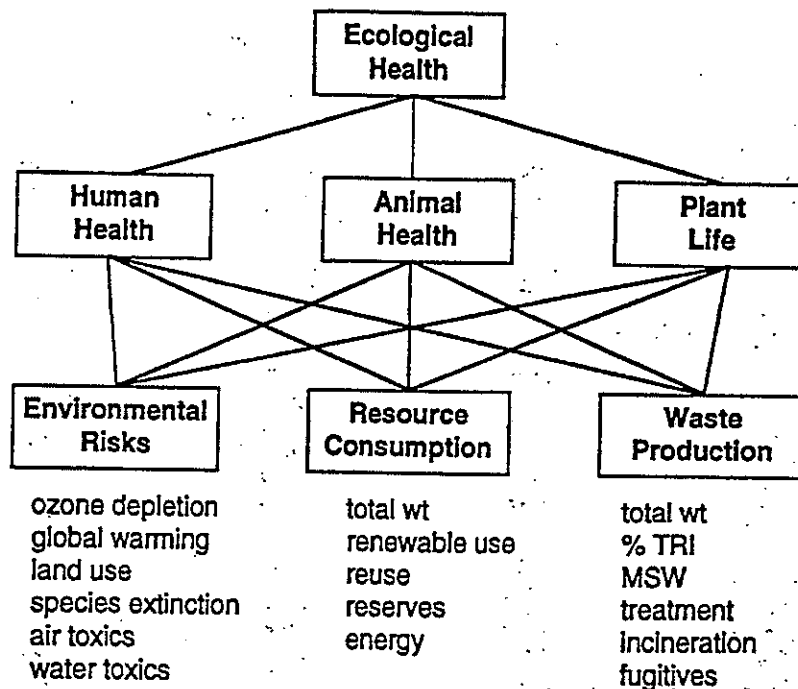 Ecological
Health
Human
Health
Animal
Health
Plant
Life
Environmental
Risks
Resource
Consumption
Waste
Production
ozone depletion
global warming
land use
species extinction
air toxics
water toxics
total wt
renewable use
reuse
reserves
energy
total wt
% TRI
MSW
treatment
incineration
fugitives